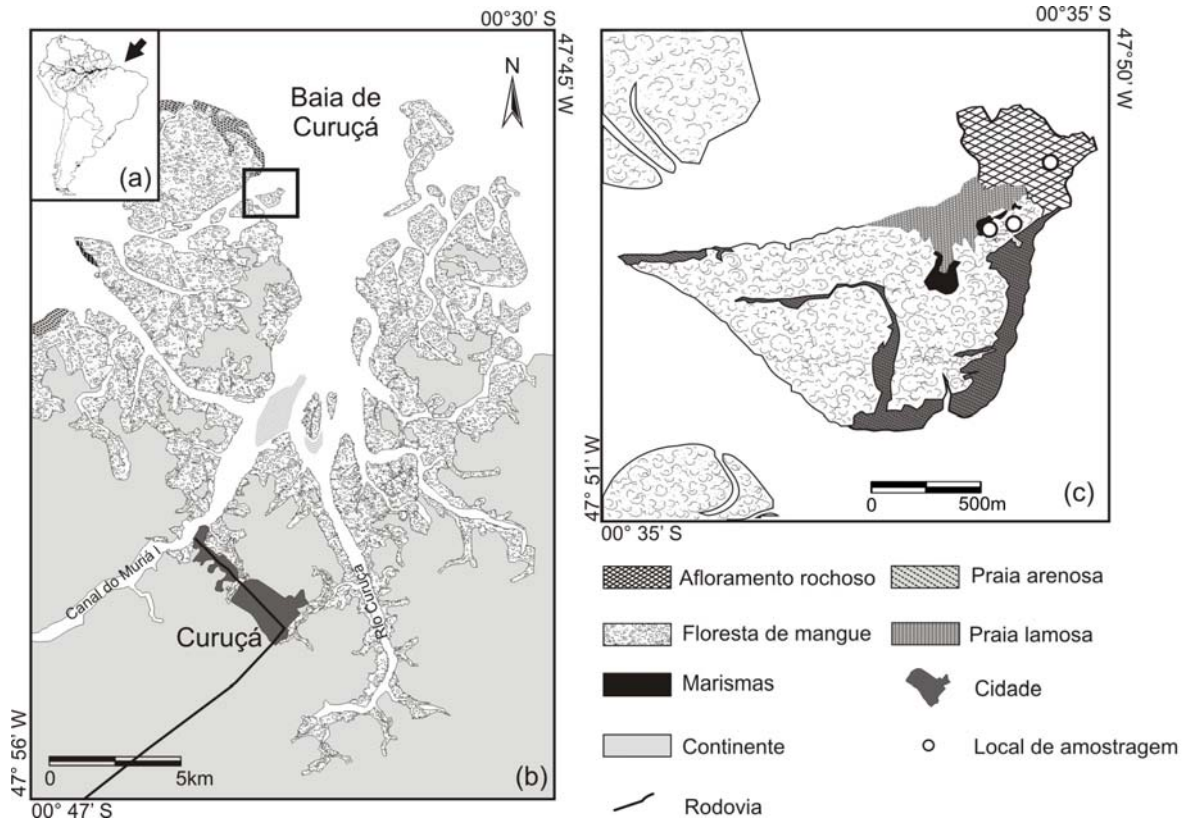 00° 30’ S
47° 45’ W
(a)
N
Baia de
Curuçá
Canal do Muriá I
Curuçá
Rio Curuça
47° 56’ W
0 5km
(b)
00° 47’ S
00° 35’ S
47° 50’ W
47° 51’ W
0 500m
(c)
00° 35’ S
Afloramento rochoso
Praia arenosa
Floresta de mangue
Praia lamosa
Marismas
Cidade
Continente
Local de amostragem
Rodovia